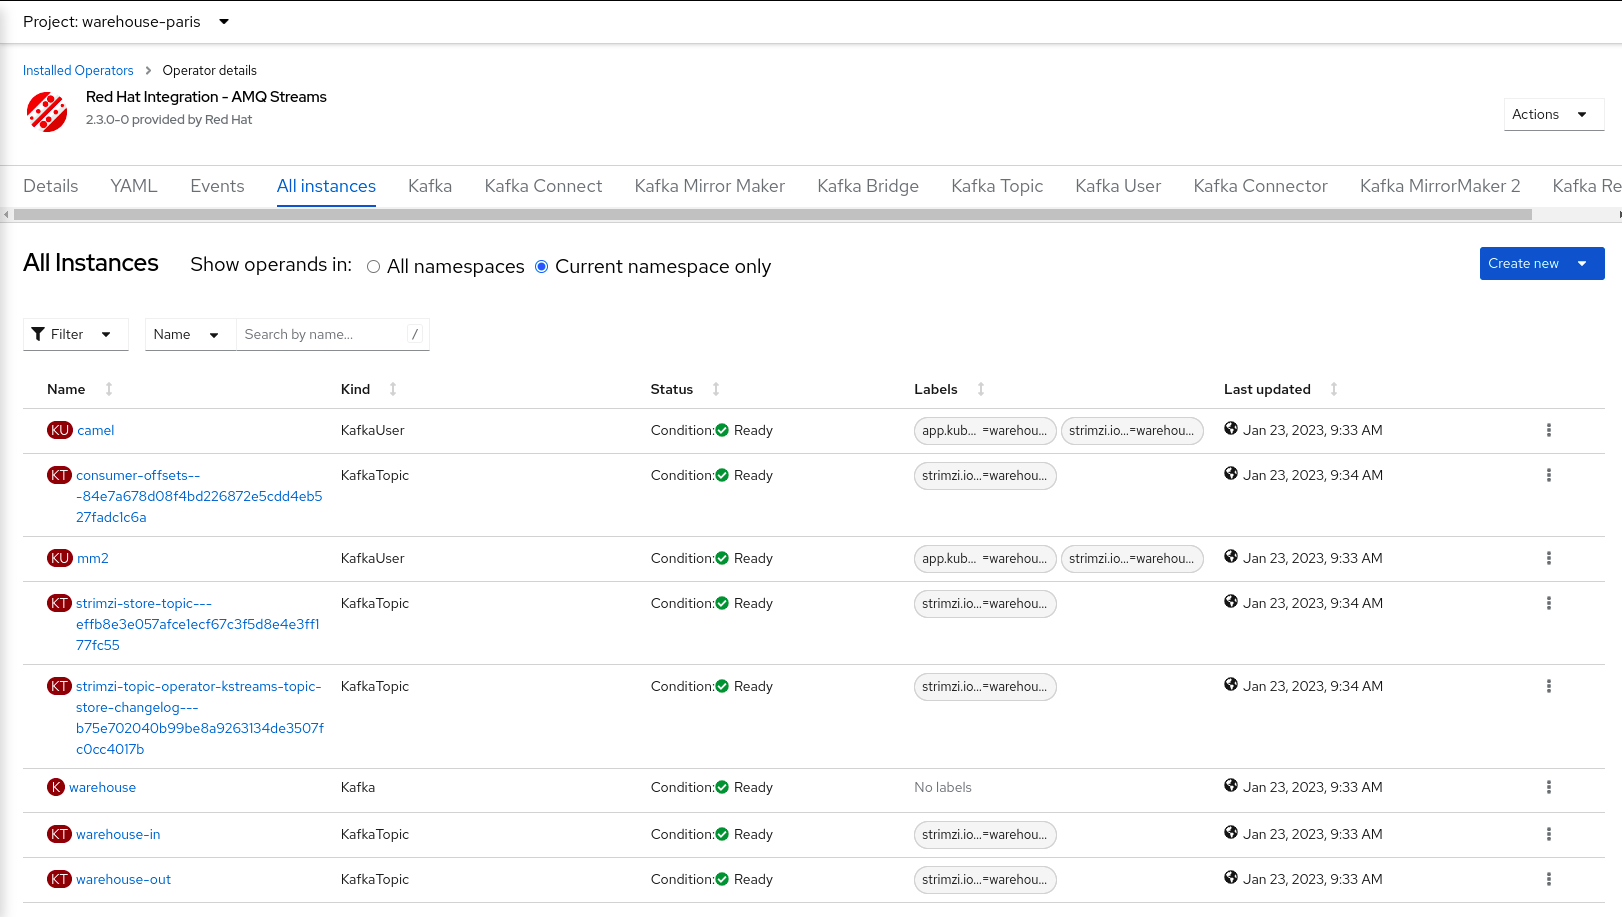 Project: warehouse-paris
Installed Operators > Operator details
Red Hat Integration - AMQ Streams
2.3.0-0 provided by Red Hat
Actions
Details YAML Events All instances Kafka Kafka Connect Kafka Mirror Maker Kafka Bridge Kafka Topic Kafka User Kafka Connector Kafka MirrorMaker 2 Kafka Re
All Instances Show operands in: All namespaces Current namespace only Create new
Filter Name Search by name... /
Name Kind Status Labels Last updated
KU camel KafkaUser Condition: Ready app.kub... =warehou... strimzi.io...=warehou... Jan 23, 2023, 9:33 AM
KT consumer-offsets-- KafkaTopic Condition: Ready strimzi.io...=warehou... Jan 23, 2023, 9:34 AM
-84e7a678d08f4bd226872e5cdd4eb5
27fadc1c6a
KU mm2 KafkaUser Condition: Ready app.kub... =warehou... strimzi.io...=warehou... Jan 23, 2023, 9:33 AM
KT strimzi-store-topic--- KafkaTopic Condition: Ready strimzi.io...=warehou... Jan 23, 2023, 9:34 AM
effb8e3e057afce1ecf67c3f5d8e4e3ff1
77fc55
KT strimzi-topic-operator-kstreams-topic- KafkaTopic Condition: Ready strimzi.io...=warehou... Jan 23, 2023, 9:34 AM
store-changelog---
b75e702040b99be8a9263134de3507f
c0cc4017b
K warehouse Kafka Condition: Ready No labels Jan 23, 2023, 9:33 AM
KT warehouse-in KafkaTopic Condition: Ready strimzi.io...=warehou... Jan 23, 2023, 9:33 AM
KT warehouse-out KafkaTopic Condition: Ready strimzi.io...=warehou... Jan 23, 2023, 9:33 AM